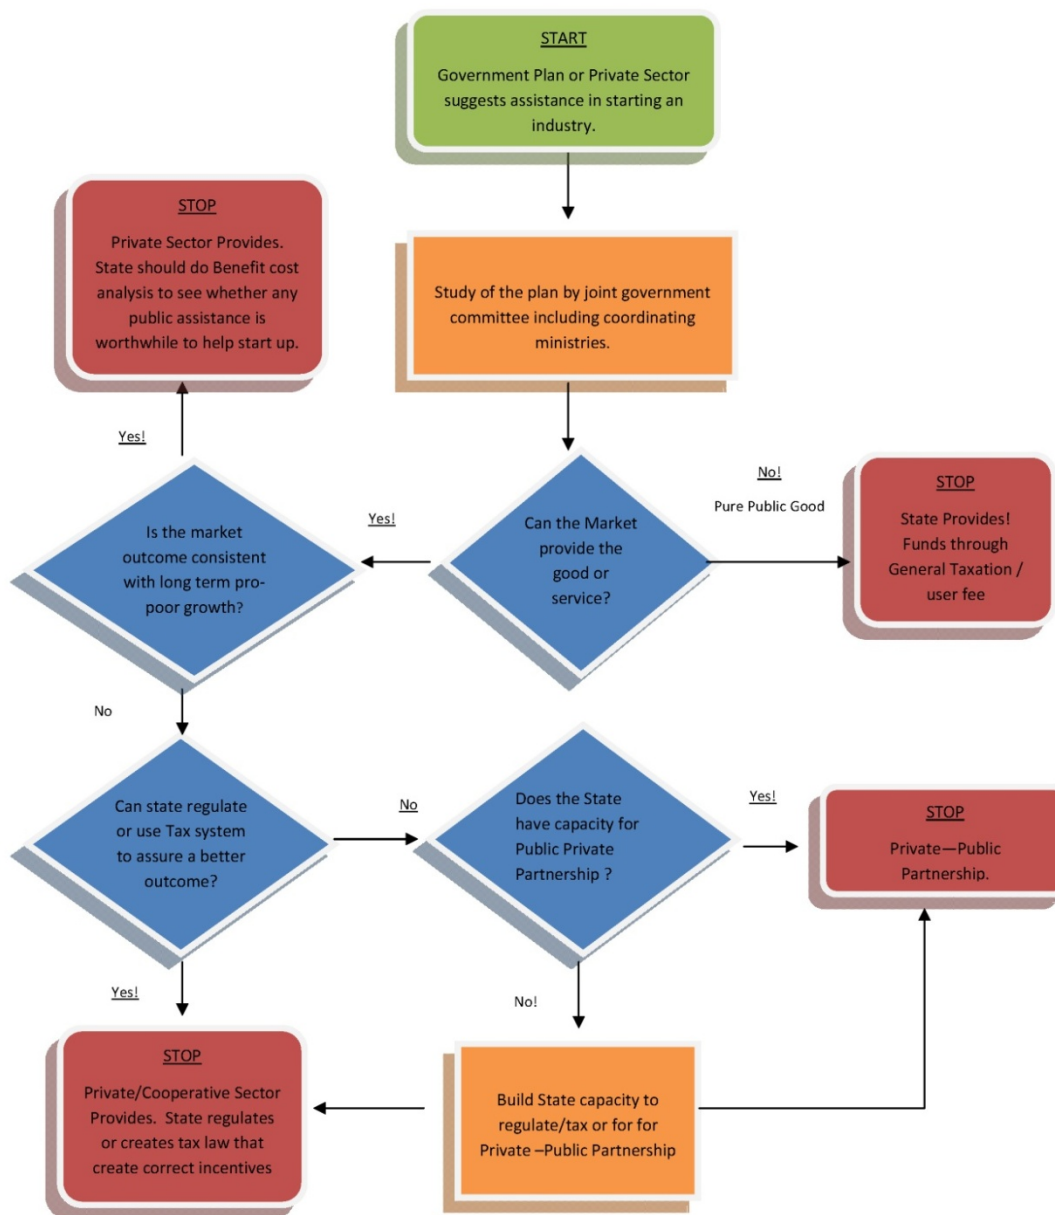 START
Government Plan or Private Sector
suggests assistance in starting an
industry.
STOP
Private Sector Provides.
State should do Benefit cost
analysis to see whether any
public assistance is
worthwhile to help start up.
Study of the plan by joint government
committee including coordinating
ministries.
Yes!
Is the market
outcome consistent
with long term pro-
poor growth?
Yes!
Can the Market
provide the
good or
service?
No!
Pure Public Good
STOP
State Provides!
Funds through
General Taxation /
user fee
No
Can state regulate
or use Tax system
to assure a better
outcome?
No
Does the State
have capacity for
Public Private
Partnership ?
Yes!
STOP
Private—Public
Partnership.
Yes!
No!
STOP
Private/Cooperative Sector
Provides. State regulates
or creates tax law that
create correct incentives
Build State capacity to
regulate/tax or for for
Private –Public Partnership